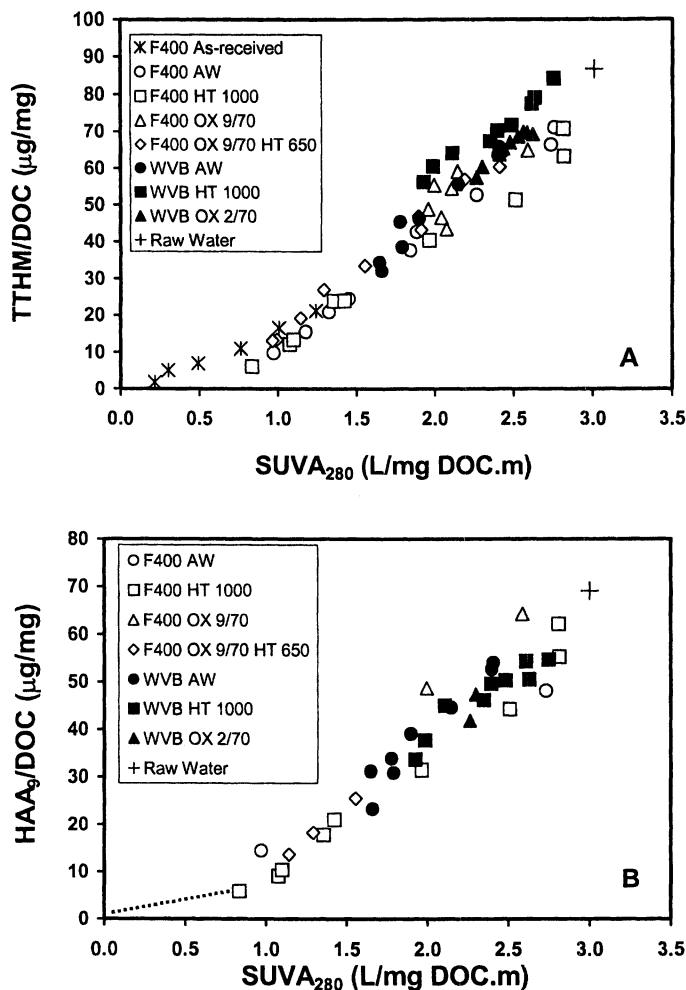 100
90
80
70
60
50
40
30
20
10
0
TTHM/DOC (μg/mg)
F400 As-received
F400 AW
F400 HT 1000
F400 OX 9/70
F400 OX 9/70 HT 650
WVB AW
WVB HT 1000
WVB OX 2/70
Raw Water
A
0.0 0.5 1.0 1.5 2.0 2.5 3.0 3.5
SUVA280 (L/mg DOC.m)
80
70
60
50
40
30
20
10
0
HAA9/DOC (μg/mg)
F400 AW
F400 HT 1000
F400 OX 9/70
F400 OX 9/70 HT 650
WVB AW
WVB HT 1000
WVB OX 2/70
Raw Water
B
0.0 0.5 1.0 1.5 2.0 2.5 3.0 3.5
SUVA280 (L/mg DOC.m)